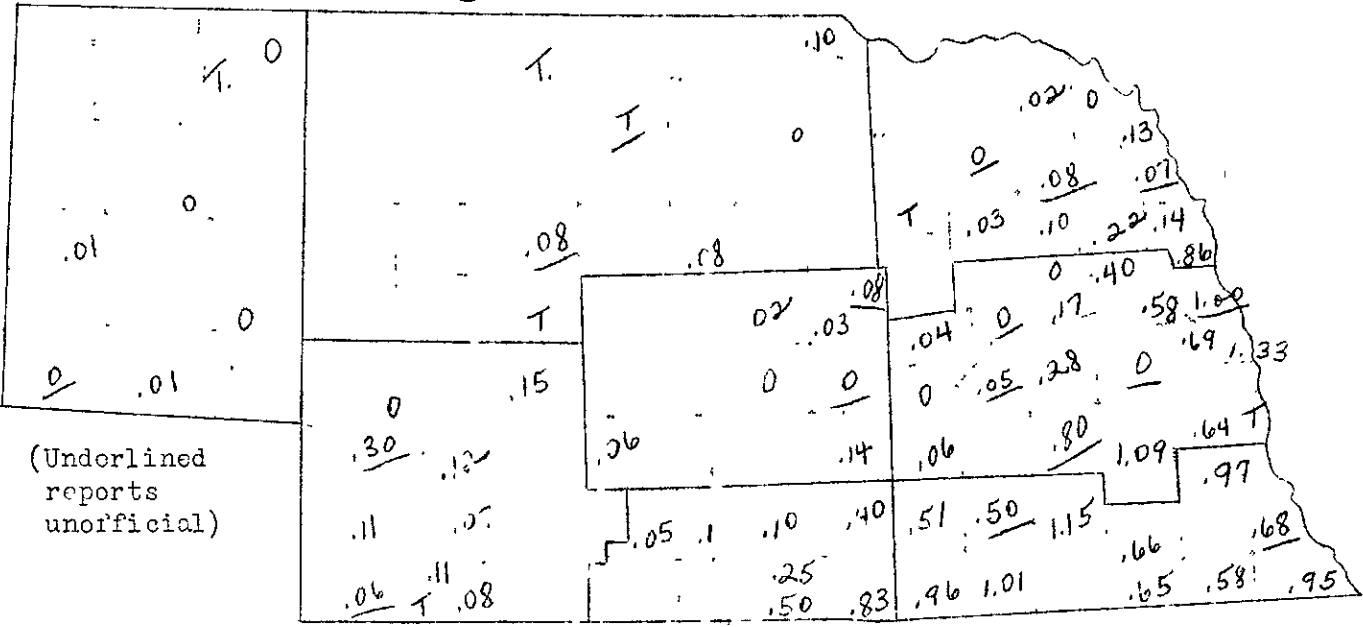 .10
0
T.
T.
.02 0
T
0
.13
0
.08 .07
0
T .03 .10 .22 .14
.01
.08
0 .40 .86
.08
0
.02 .03
.04 0 .17 .58 1.00
T
.69 1.33
0 .01
.15
0 0
0 .05 .28 0
0
.30
.14 .06
.80 1.09 .64 T
.97
(Underlined
reports
unofficial)
.11
.05 .1 .10 .40 .51 .50 1.15
.68
.66
.11
.25
.06 T .08
.50 .83 .96 1.01
.65 .58 .95